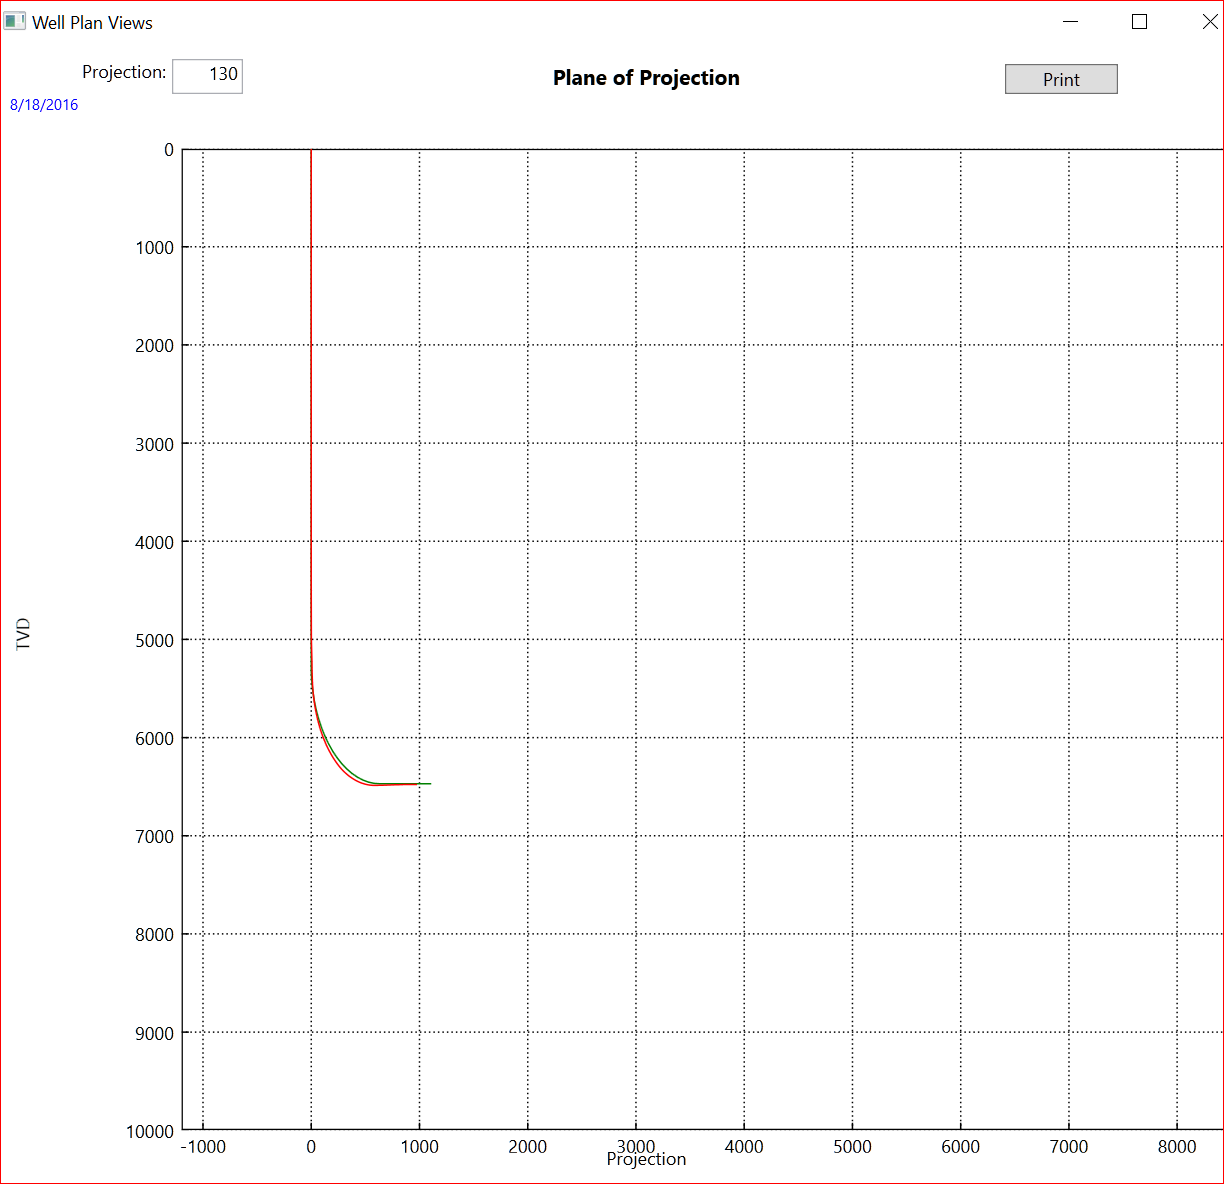 Well Plan Views
Projection: 130
Plane of Projection
Print
8/18/2016
0
1000
2000
3000
4000
5000
TVD
6000
7000
8000
9000
10000
-1000 0 1000 2000 3000 4000 5000 6000 7000 8000
Projection